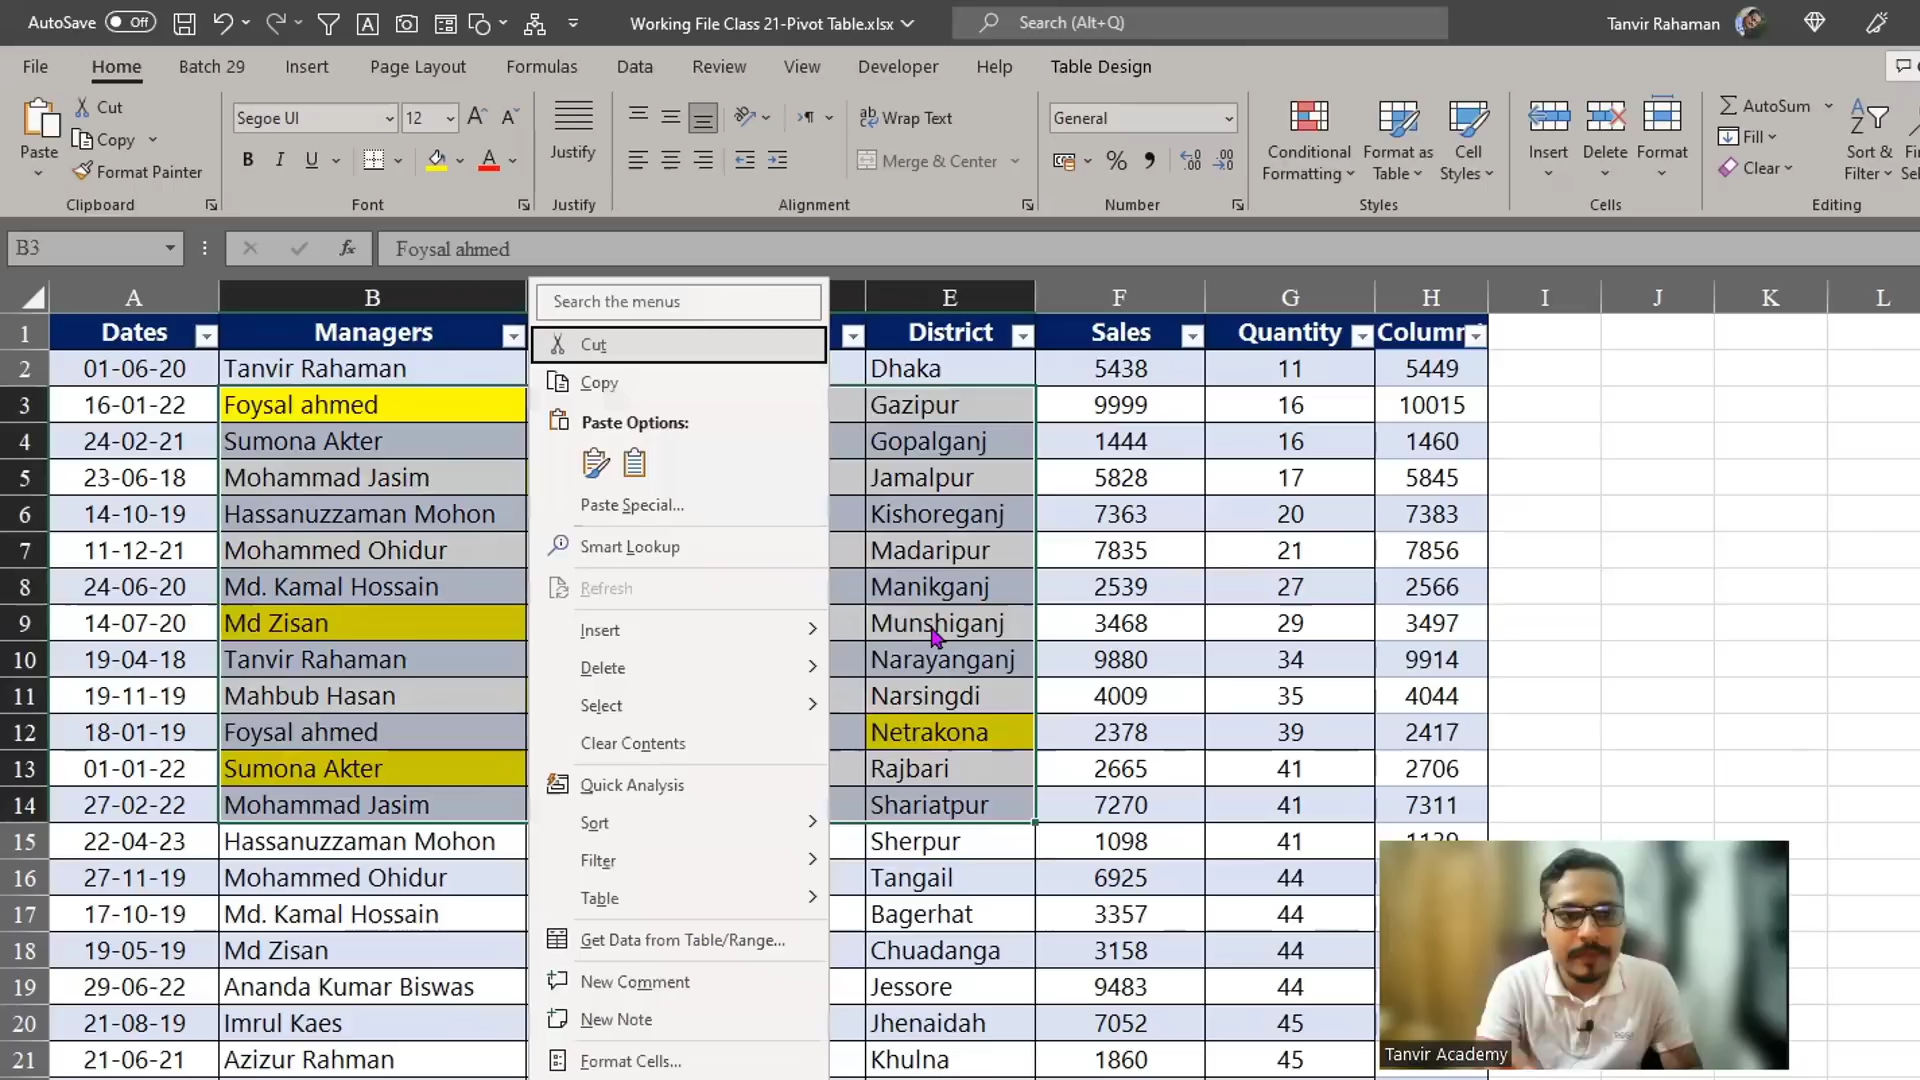 AutoSave Off Working File Class 21-Pivot Table.xlsx Search (Alt+Q) Tanvir Rahaman
File Home Batch 29 Insert Page Layout Formulas Data Review View Developer Help Table Design
Paste Cut Copy Format Painter Clipboard
Segoe UI 12 B I U A Font
Justify Justify
ab Wrap Text Merge & Center Alignment
General % Number
Conditional Formatting Format as Table Cell Styles Styles
Insert Delete Format Cells
AutoSum Fill Clear Sort & Filter Editing
B3 fx Foysal ahmed
A B E F G H I J K L
1 Dates Managers District Sales Quantity Column
2 01-06-20 Tanvir Rahaman Dhaka 5438 11 5449
3 16-01-22 Foysal ahmed Gazipur 9999 16 10015
4 24-02-21 Sumona Akter Gopalganj 1444 16 1460
5 23-06-18 Mohammad Jasim Jamalpur 5828 17 5845
6 14-10-19 Hassanuzzaman Mohon Kishoreganj 7363 20 7383
7 11-12-21 Mohammed Ohidur Madaripur 7835 21 7856
8 24-06-20 Md. Kamal Hossain Manikganj 2539 27 2566
9 14-07-20 Md Zisan Munshiganj 3468 29 3497
10 19-04-18 Tanvir Rahaman Narayanganj 9880 34 9914
11 19-11-19 Mahbub Hasan Narsingdi 4009 35 4044
12 18-01-19 Foysal ahmed Netrakona 2378 39 2417
13 01-01-22 Sumona Akter Rajbari 2665 41 2706
14 27-02-22 Mohammad Jasim Shariatpur 7270 41 7311
15 22-04-23 Hassanuzzaman Mohon Sherpur 1098 41
16 27-11-19 Mohammed Ohidur Tangail 6925 44
17 17-10-19 Md. Kamal Hossain Bagerhat 3357 44
18 19-05-19 Md Zisan Chuadanga 3158 44
19 29-06-22 Ananda Kumar Biswas Jessore 9483 44
20 21-08-19 Imrul Kaes Jhenaidah 7052 45
21 21-06-21 Azizur Rahman Khulna 1860 45
Search the menus
Cut
Copy
Paste Options:
Paste Special...
Smart Lookup
Refresh
Insert
Delete
Select
Clear Contents
Quick Analysis
Sort
Filter
Table
Get Data from Table/Range...
New Comment
New Note
Format Cells...
Tanvir Academy